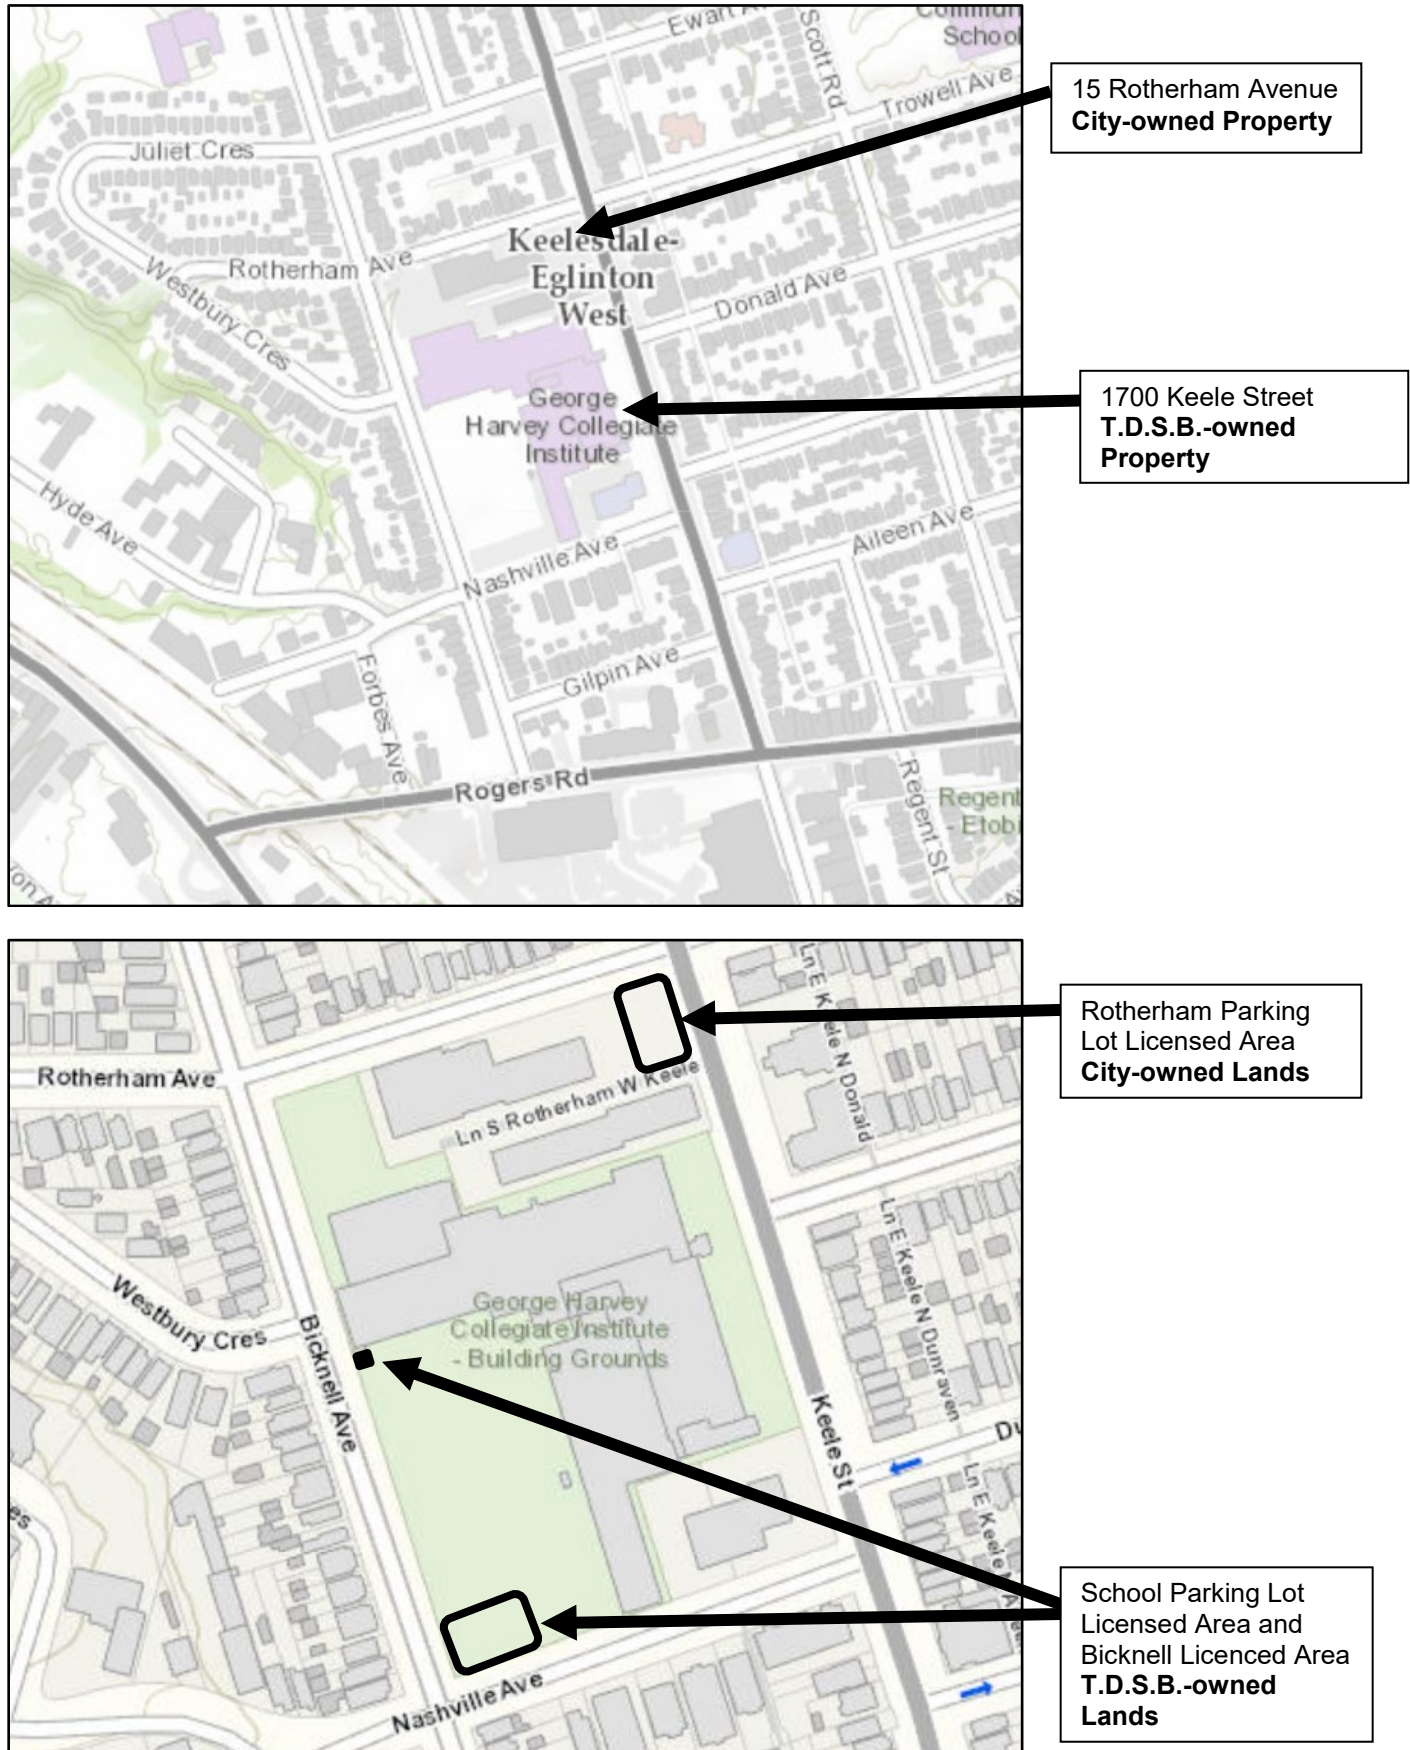 Ewart Av
Scott Rd
School
Trowell Ave
15 Rotherham Avenue
City-owned Property
Juliet Cres
Rotherham Ave
Westbury Cres
Keelesdale-
Eglinton
West
Donald Ave
George
Harvey Collegiate
Institute
1700 Keele Street
T.D.S.B.-owned
Property
Hyde Ave
Nashville Ave
Aileen Ave
Gilpin Ave
Forbes Ave
Rogers Rd
Regent St
Regent
- Etobi
Ln E Keele N Donald
Rotherham Parking
Lot Licensed Area
City-owned Lands
Rotherham Ave
Ln S Rotherham W Keele
Ln E Keele N Dunraven
Westbury Cres
Bicknell Ave
George Harvey
Collegiate Institute
- Building Grounds
Keele St
Ln E Keele N A
Nashville Ave
School Parking Lot
Licensed Area and
Bicknell Licenced Area
T.D.S.B.-owned
Lands